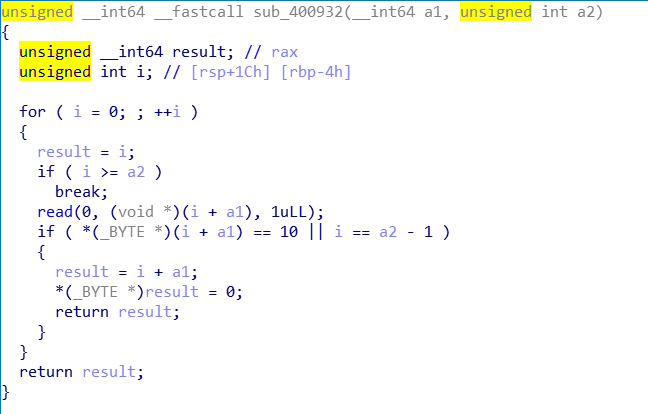 unsigned __int64 __fastcall sub_400932(__int64 a1, unsigned int a2)
{
  unsigned __int64 result; // rax
  unsigned int i; // [rsp+1Ch] [rbp-4h]

  for ( i = 0; ; ++i )
  {
    result = i;
    if ( i >= a2 )
      break;
    read(0, (void *)(i + a1), 1uLL);
    if ( *(_BYTE *)(i + a1) == 10 || i == a2 - 1 )
    {
      result = i + a1;
      *(_BYTE *)result = 0;
      return result;
    }
  }
  return result;
}